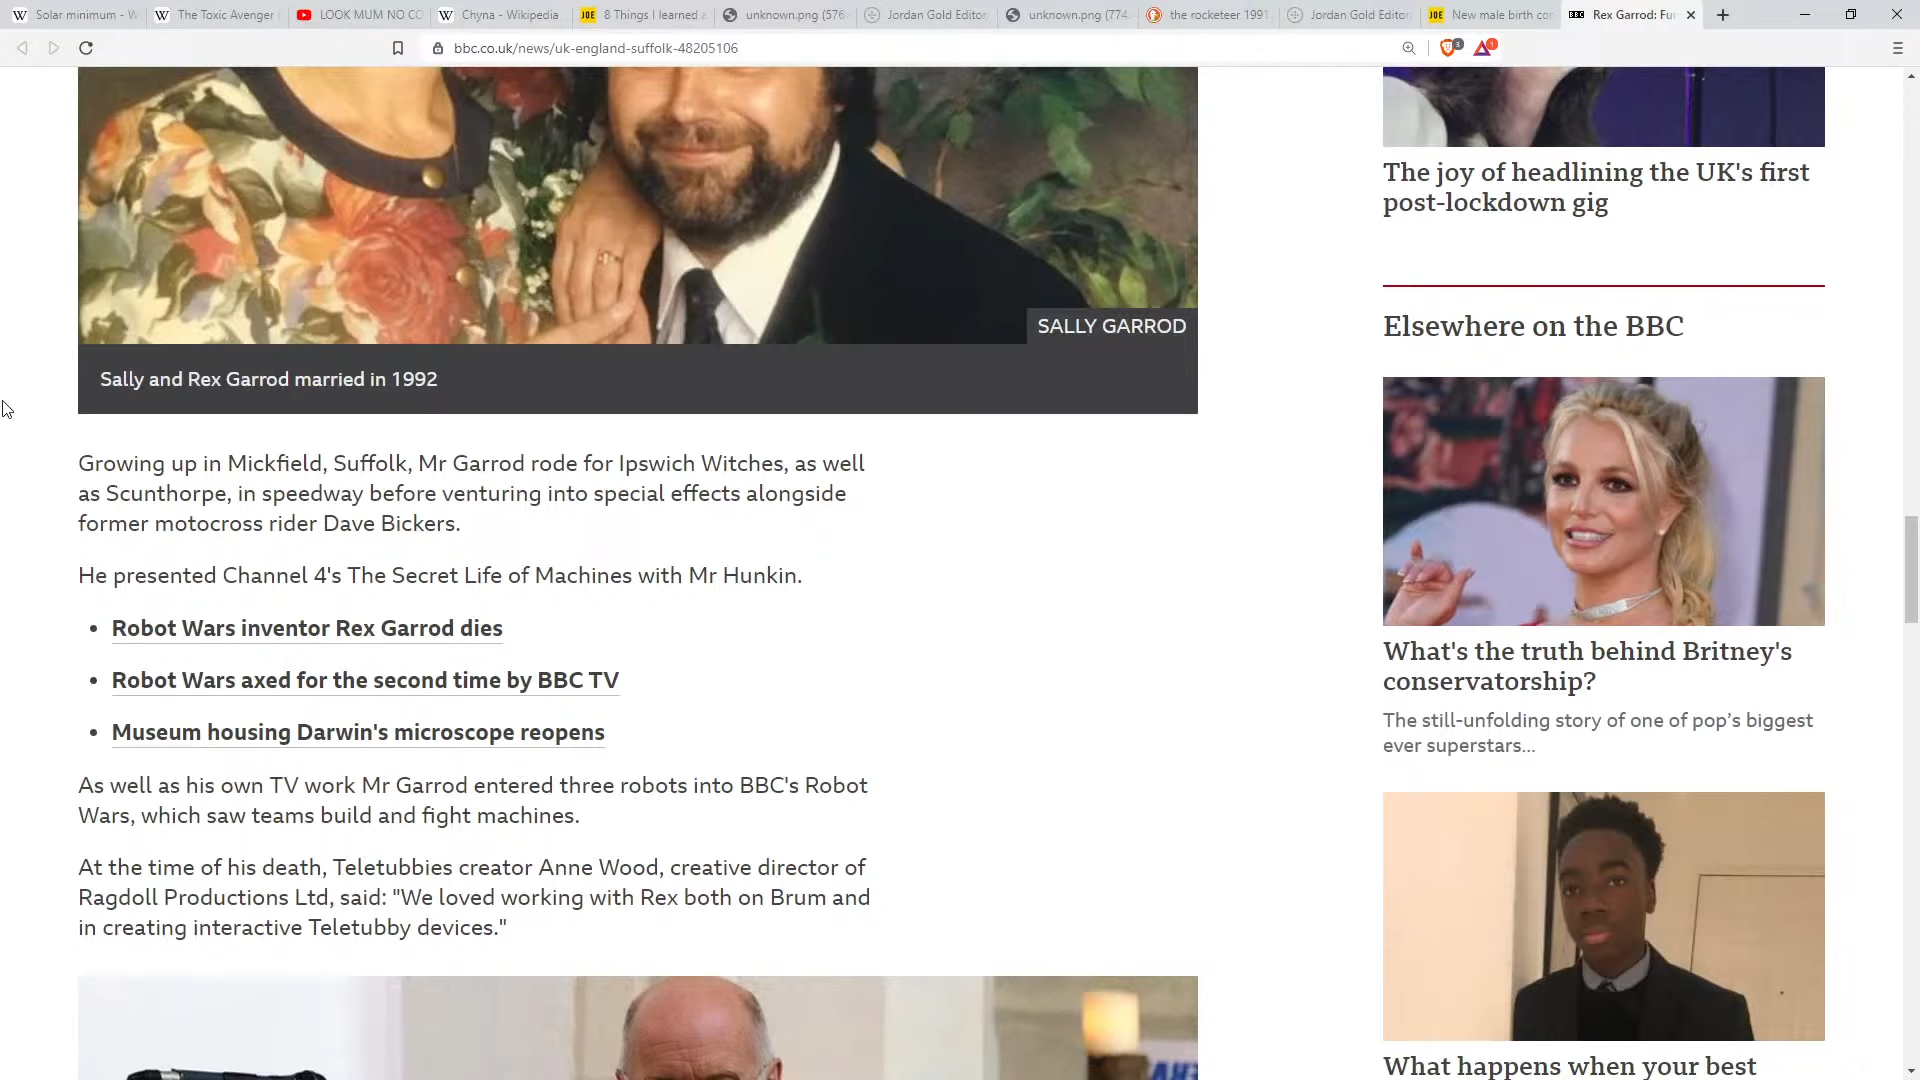 Solar minimum - W
The Toxic Avenger
LOOK MUM NO CO
Chyna - Wikipedia
8 Things I learned a
unknown.png (576
Jordan Gold Editor
unknown.png (774
the rocketeer 1991
Jordan Gold Editor
New male birth con
Rex Garrod: Fu
bbc.co.uk/news/uk-england-suffolk-48205106
3
1
SALLY GARROD
Sally and Rex Garrod married in 1992
Growing up in Mickfield, Suffolk, Mr Garrod rode for Ipswich Witches, as well
as Scunthorpe, in speedway before venturing into special effects alongside
former motocross rider Dave Bickers.
He presented Channel 4's The Secret Life of Machines with Mr Hunkin.
• Robot Wars inventor Rex Garrod dies
• Robot Wars axed for the second time by BBC TV
• Museum housing Darwin's microscope reopens
As well as his own TV work Mr Garrod entered three robots into BBC's Robot
Wars, which saw teams build and fight machines.
At the time of his death, Teletubbies creator Anne Wood, creative director of
Ragdoll Productions Ltd, said: "We loved working with Rex both on Brum and
in creating interactive Teletubby devices."
The joy of headlining the UK's first
post-lockdown gig
Elsewhere on the BBC
What's the truth behind Britney's
conservatorship?
The still-unfolding story of one of pop’s biggest
ever superstars...
What happens when your best